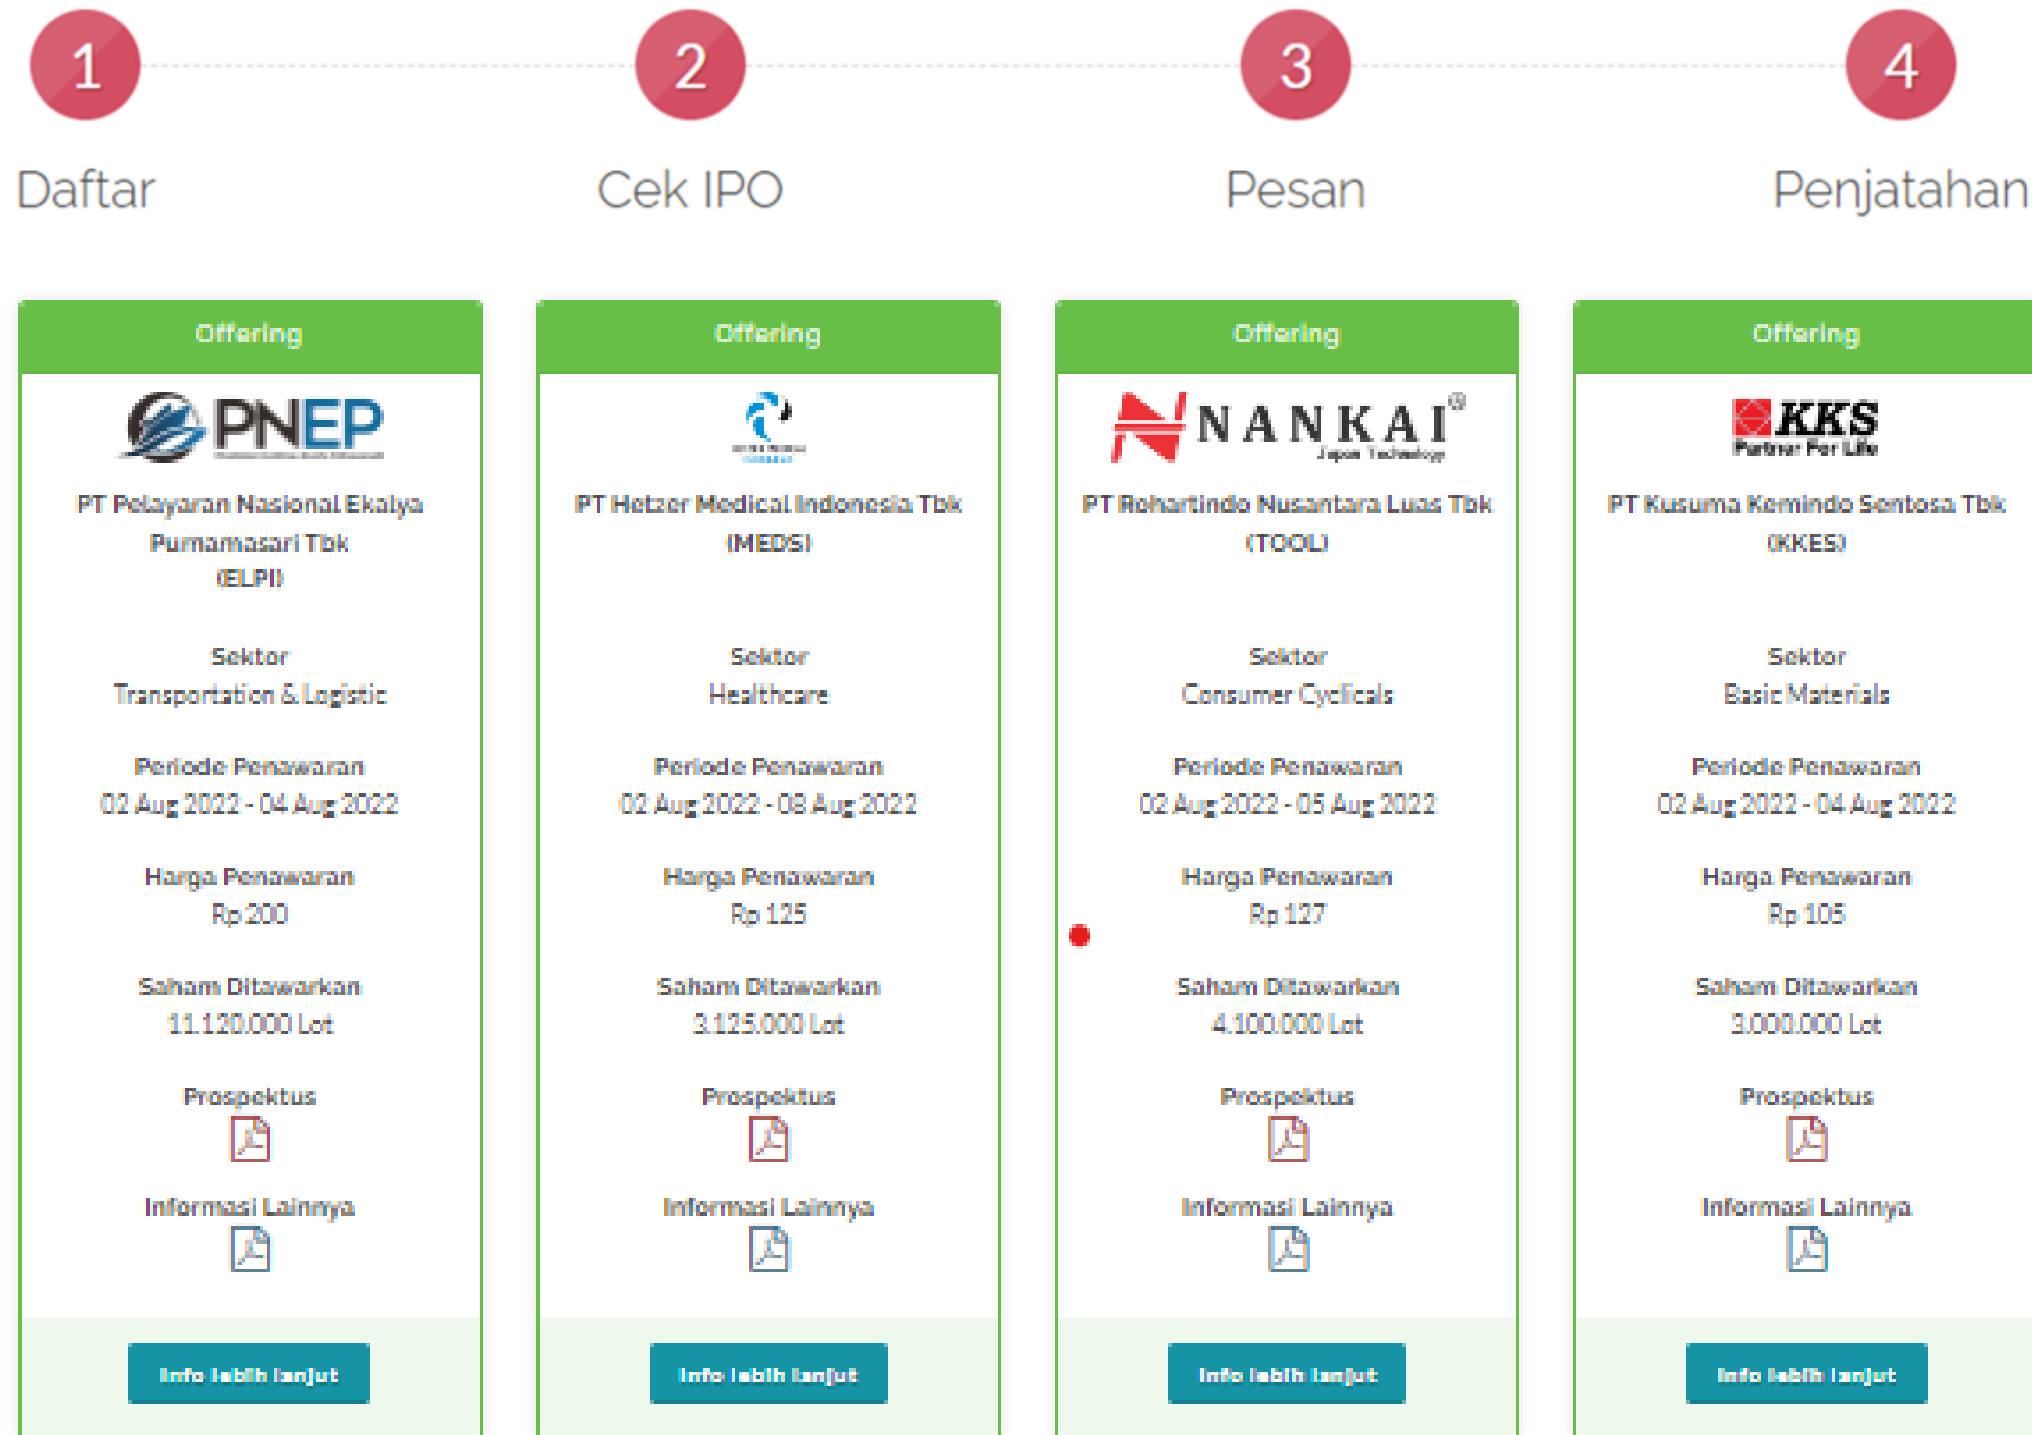 1
2
3
4
Daftar
Cek IPO
Pesan
Penjatahan
Offering
PNEP
PT Pelayaran Nasional Ekalya
Purnamasari Tbk
(ELPI)
Sektor
Transportation & Logistic
Periode Penawaran
02 Aug 2022 - 04 Aug 2022
Harga Penawaran
Rp 200
Saham Ditawarkan
11.120.000 Lot
Prospektus
Informasi Lainnya
Info lebih lanjut
Offering
PT Hetzer Medical Indonesia Tbk
(MEDS)
Sektor
Healthcare
Periode Penawaran
02 Aug 2022 - 08 Aug 2022
Harga Penawaran
Rp 125
Saham Ditawarkan
3.125.000 Lot
Prospektus
Informasi Lainnya
Info lebih lanjut
Offering
NANKAI®
Japan Technology
PT Rohartindo Nusantara Luas Tbk
(TOOL)
Sektor
Consumer Cyclicals
Periode Penawaran
02 Aug 2022 - 05 Aug 2022
Harga Penawaran
Rp 127
Saham Ditawarkan
4.100.000 Lot
Prospektus
Informasi Lainnya
Info lebih lanjut
Offering
KKS
Partner For Life
PT Kusuma Kemindo Sentosa Tbk
(KKES)
Sektor
Basic Materials
Periode Penawaran
02 Aug 2022 - 04 Aug 2022
Harga Penawaran
Rp 105
Saham Ditawarkan
3.000.000 Lot
Prospektus
Informasi Lainnya
Info lebih lanjut